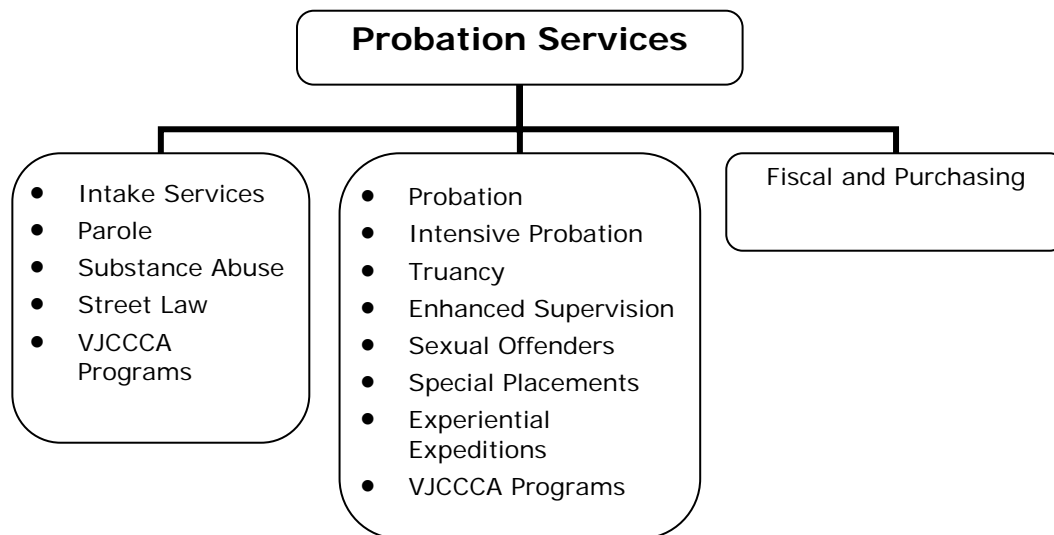 Probation Services
● Intake Services
● Parole
● Substance Abuse
● Street Law
● VJCCCA
Programs
● Probation
● Intensive Probation
● Truancy
● Enhanced Supervision
● Sexual Offenders
● Special Placements
● Experiential
Expeditions
● VJCCCA Programs
Fiscal and Purchasing